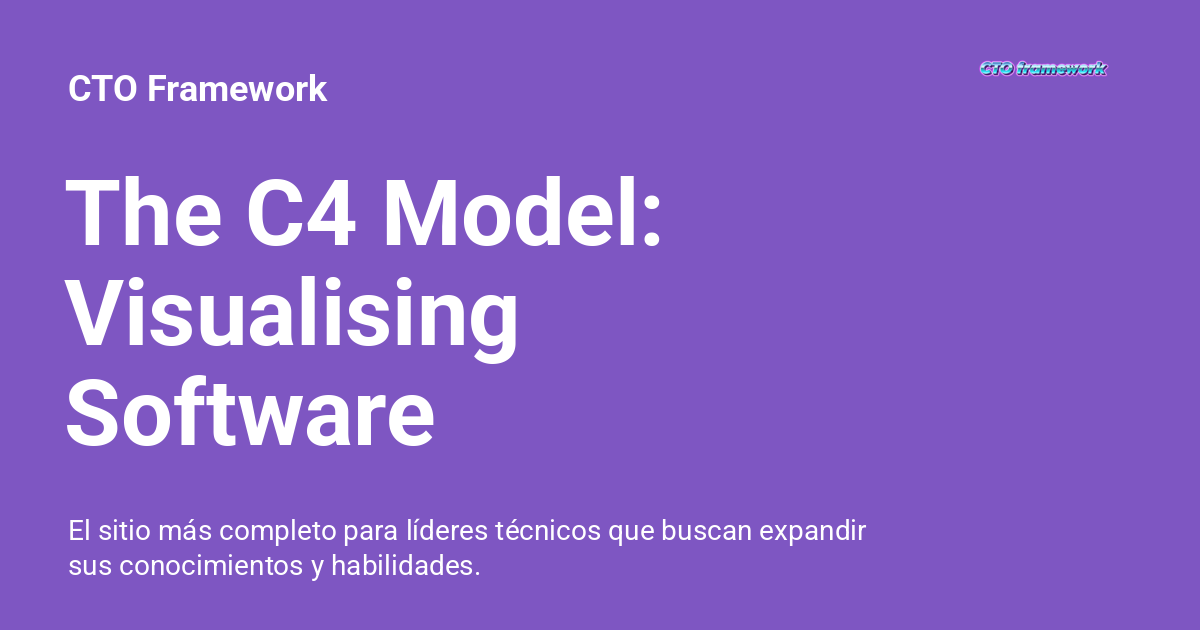 CTO Framework
CTO framework
The C4 Model:
Visualising
Software
El sitio más completo para líderes técnicos que buscan expandir
sus conocimientos y habilidades.